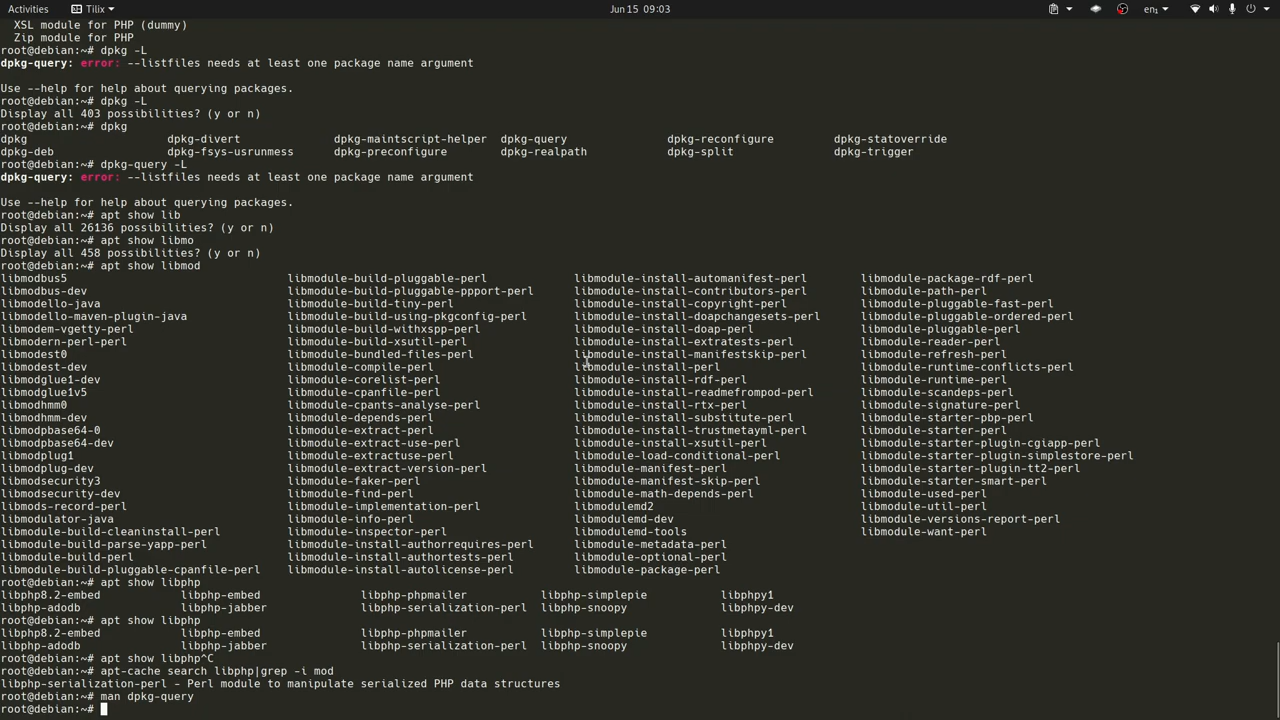 Activities Tilix Jun 15 09:03 en₁
XSL module for PHP (dummy)
Zip module for PHP
root@debian:~# dpkg -L
dpkg-query: error: --listfiles needs at least one package name argument
Use --help for help about querying packages.
root@debian:~# dpkg -L
Display all 403 possibilities? (y or n)
root@debian:~# dpkg
dpkg dpkg-divert dpkg-maintscript-helper dpkg-query dpkg-reconfigure dpkg-statoverride
dpkg-deb dpkg-fsys-usrunmess dpkg-preconfigure dpkg-realpath dpkg-split dpkg-trigger
root@debian:~# dpkg-query -L
dpkg-query: error: --listfiles needs at least one package name argument
Use --help for help about querying packages.
root@debian:~# apt show lib
Display all 26136 possibilities? (y or n)
root@debian:~# apt show libmo
Display all 458 possibilities? (y or n)
root@debian:~# apt show libmod
libmodbus5 libmodule-build-pluggable-perl libmodule-install-automanifest-perl libmodule-package-rdf-perl
libmodbus-dev libmodule-build-pluggable-ppport-perl libmodule-install-contributors-perl libmodule-path-perl
libmodello-java libmodule-build-tiny-perl libmodule-install-copyright-perl libmodule-pluggable-fast-perl
libmodello-maven-plugin-java libmodule-build-using-pkgconfig-perl libmodule-install-doapchangesets-perl libmodule-pluggable-ordered-perl
libmodem-vgetty-perl libmodule-build-withxspp-perl libmodule-install-doap-perl libmodule-pluggable-perl
libmodern-perl-perl libmodule-build-xsutil-perl libmodule-install-extratests-perl libmodule-reader-perl
libmodest0 libmodule-bundled-files-perl libmodule-install-manifestskip-perl libmodule-refresh-perl
libmodest-dev libmodule-compile-perl libmodule-install-perl libmodule-runtime-conflicts-perl
libmodglue1-dev libmodule-corelist-perl libmodule-install-rdf-perl libmodule-runtime-perl
libmodglue1v5 libmodule-cpanfile-perl libmodule-install-readmefrompod-perl libmodule-scandeps-perl
libmodhmm0 libmodule-cpants-analyse-perl libmodule-install-rtx-perl libmodule-signature-perl
libmodhmm-dev libmodule-depends-perl libmodule-install-substitute-perl libmodule-starter-pbp-perl
libmodpbase64-0 libmodule-extract-perl libmodule-install-trustmetayml-perl libmodule-starter-perl
libmodpbase64-dev libmodule-extract-use-perl libmodule-install-xsutil-perl libmodule-starter-plugin-cgiapp-perl
libmodplug1 libmodule-extractuse-perl libmodule-load-conditional-perl libmodule-starter-plugin-simplestore-perl
libmodplug-dev libmodule-extract-version-perl libmodule-manifest-perl libmodule-starter-plugin-tt2-perl
libmodsecurity3 libmodule-faker-perl libmodule-manifest-skip-perl libmodule-starter-smart-perl
libmodsecurity-dev libmodule-find-perl libmodule-math-depends-perl libmodule-used-perl
libmods-record-perl libmodule-implementation-perl libmodulemd2 libmodule-util-perl
libmodulator-java libmodule-info-perl libmodulemd-dev libmodule-versions-report-perl
libmodule-build-cleaninstall-perl libmodule-inspector-perl libmodulemd-tools libmodule-want-perl
libmodule-build-parse-yapp-perl libmodule-install-authorrequires-perl libmodule-metadata-perl
libmodule-build-perl libmodule-install-authortests-perl libmodule-optional-perl
libmodule-build-pluggable-cpanfile-perl libmodule-install-autolicense-perl libmodule-package-perl
root@debian:~# apt show libphp
libphp8.2-embed libphp-embed libphp-phpmailer libphp-simplepie libphpy1
libphp-adodb libphp-jabber libphp-serialization-perl libphp-snoopy libphpy-dev
root@debian:~# apt show libphp
libphp8.2-embed libphp-embed libphp-phpmailer libphp-simplepie libphpy1
libphp-adodb libphp-jabber libphp-serialization-perl libphp-snoopy libphpy-dev
root@debian:~# apt show libphp^C
root@debian:~# apt-cache search libphp|grep -i mod
libphp-serialization-perl - Perl module to manipulate serialized PHP data structures
root@debian:~# man dpkg-query
root@debian:~#